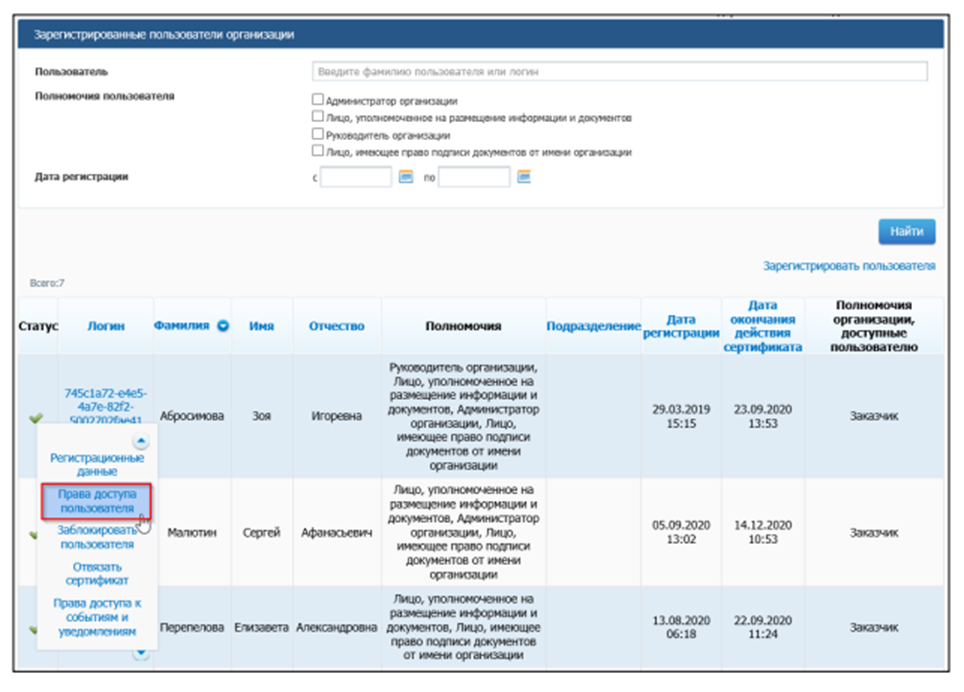 Зарегистрированные пользователи организации
Пользователь
Введите фамилию пользователя или логин
Полномочия пользователя
Администратор организации
Лицо, уполномоченное на размещение информации и документов
Руководитель организации
Лицо, имеющее право подписи документов от имени организации
Дата регистрации
с
по
Найти
Зарегистрировать пользователя
Всего:7
Статус
Логин
Фамилия
Имя
Отчество
Полномочия
Подразделение
Дата
регистрации
Дата
окончания
действия
сертификата
Полномочия
организации,
доступные
пользователю
745c1a72-e4e5-
4a7e-82f2-
5002702fae41
Абросимова
Зоя
Игоревна
Руководитель организации,
Лицо, уполномоченное на
размещение информации и
документов, Администратор
организации, Лицо,
имеющее право подписи
документов от имени
организации
29.03.2019
15:15
23.09.2020
13:53
Заказчик
Регистрационные
данные
Права доступа
пользователя
Заблокировать
пользователя
Отвязать
сертификат
Права доступа к
событиям и
уведомлениям
Малютин
Сергей
Афанасьевич
Лицо, уполномоченное на
размещение информации и
документов, Администратор
организации, Лицо,
имеющее право подписи
документов от имени
организации
05.09.2020
13:02
14.12.2020
10:53
Заказчик
Перепелова
Елизавета
Александровна
Лицо, уполномоченное на
размещение информации и
документов, Лицо, имеющее
право подписи документов
от имени организации
13.08.2020
06:18
22.09.2020
11:24
Заказчик